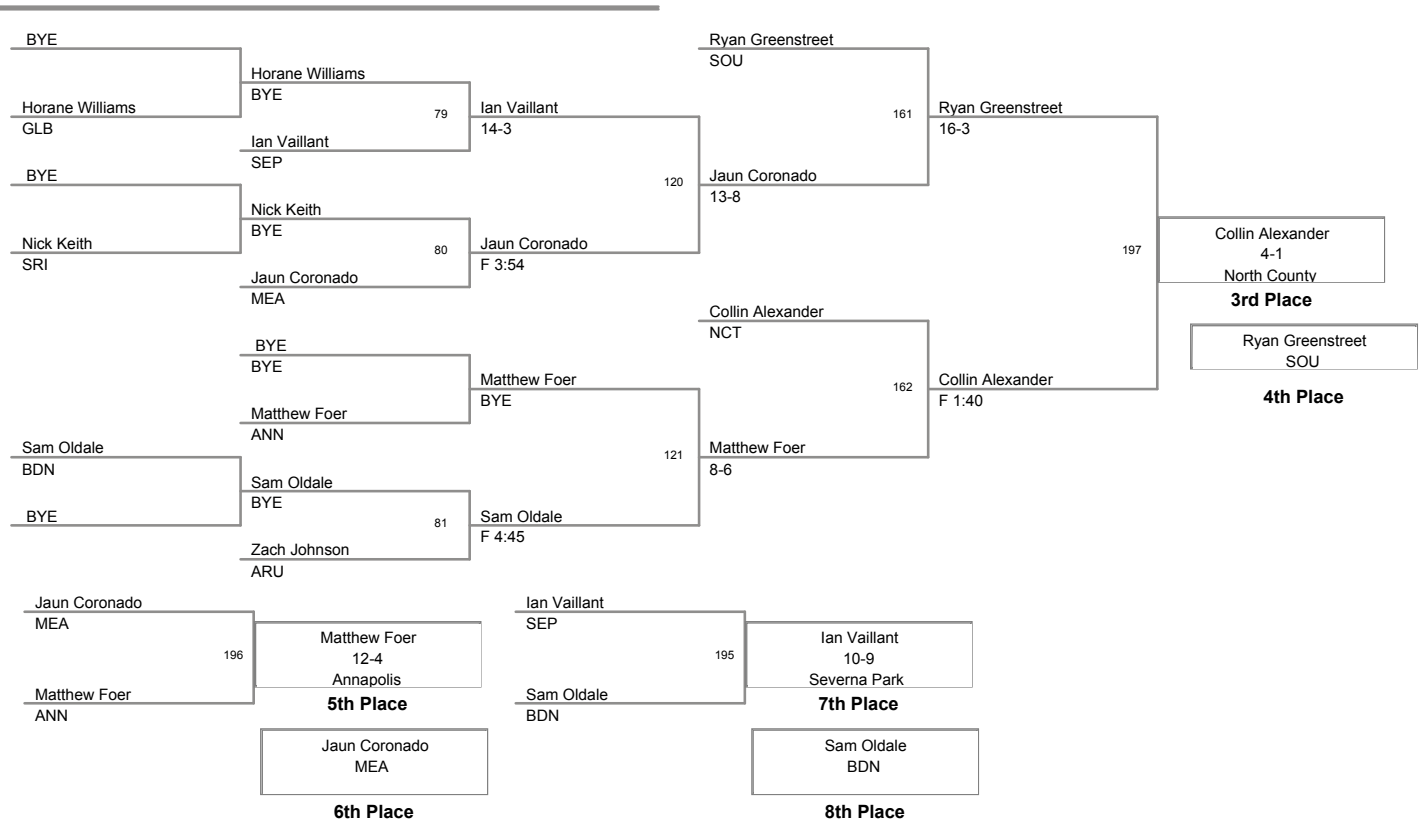 BYE
Horane Williams
GLB
BYE
Nick Keith
SRI
Sam Oldale
BDN
BYE
Horane Williams
BYE
79
Ian Vaillant
SEP
Nick Keith
BYE
80
Jaun Coronado
MEA
BYE
BYE
Matthew Foer
ANN
Sam Oldale
BYE
81
Zach Johnson
ARU
Ian Vaillant
14-3
120
Jaun Coronado
F 3:54
Matthew Foer
BYE
121
Sam Oldale
F 4:45
Ryan Greenstreet
SOU
161
Jaun Coronado
13-8
Collin Alexander
NCT
162
Matthew Foer
8-6
Ryan Greenstreet
16-3
197
Collin Alexander
F 1:40
Collin Alexander
4-1
North County
3rd Place
Ryan Greenstreet
SOU
4th Place
Jaun Coronado
MEA
196
Matthew Foer
ANN
Matthew Foer
12-4
Annapolis
5th Place
Jaun Coronado
MEA
6th Place
Ian Vaillant
SEP
195
Sam Oldale
BDN
Ian Vaillant
10-9
Severna Park
7th Place
Sam Oldale
BDN
8th Place